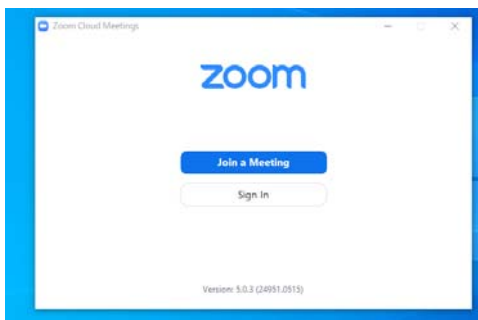 Zoom Cloud Meetings
zoom
Join a Meeting
Sign In
Version: 5.0.3 (24951.0515)